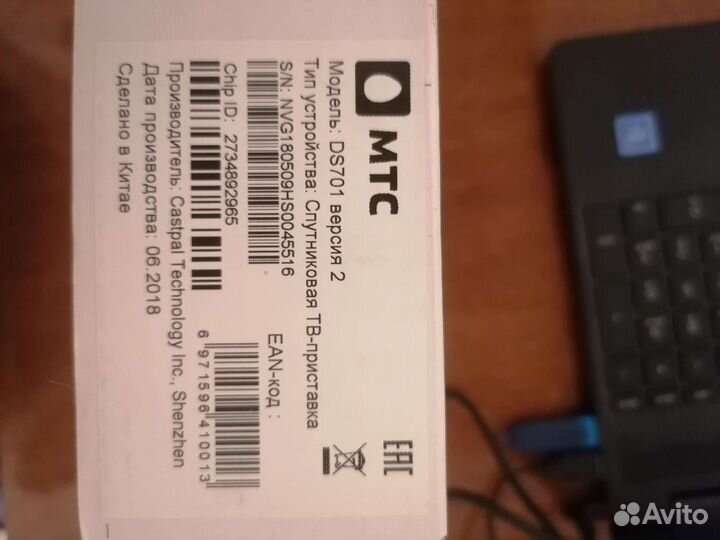 МТС
Модель: DS701 версия 2
Тип устройства: Спутниковая ТВ-приставка
S/N: NVG180509HS0045516
Chip ID: 2734892965
EAN-код :
6 971596 410013
Производитель: Castpal Technology Inc., Shenzhen
Дата производства: 06.2018
Сделано в Китае
EAC
Avito